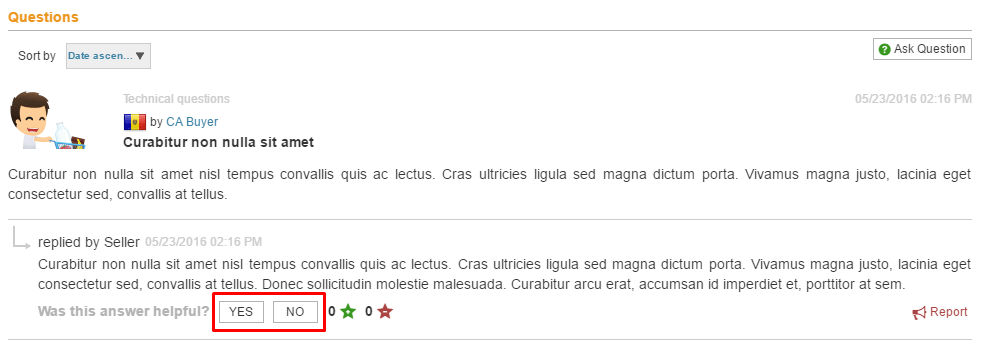 Questions
Sort by Date ascen... Ask Question
Technical questions 05/23/2016 02:16 PM
by CA Buyer
Curabitur non nulla sit amet
Curabitur non nulla sit amet nisl tempus convallis quis ac lectus. Cras ultricies ligula sed magna dictum porta. Vivamus magna justo, lacinia eget
consectetur sed, convallis at tellus.
replied by Seller 05/23/2016 02:16 PM
Curabitur non nulla sit amet nisl tempus convallis quis ac lectus. Cras ultricies ligula sed magna dictum porta. Vivamus magna justo, lacinia eget
consectetur sed, convallis at tellus. Donec sollicitudin molestie malesuada. Curabitur arcu erat, accumsan id imperdiet et, porttitor at sem.
Was this answer helpful? YES NO 0 0 Report